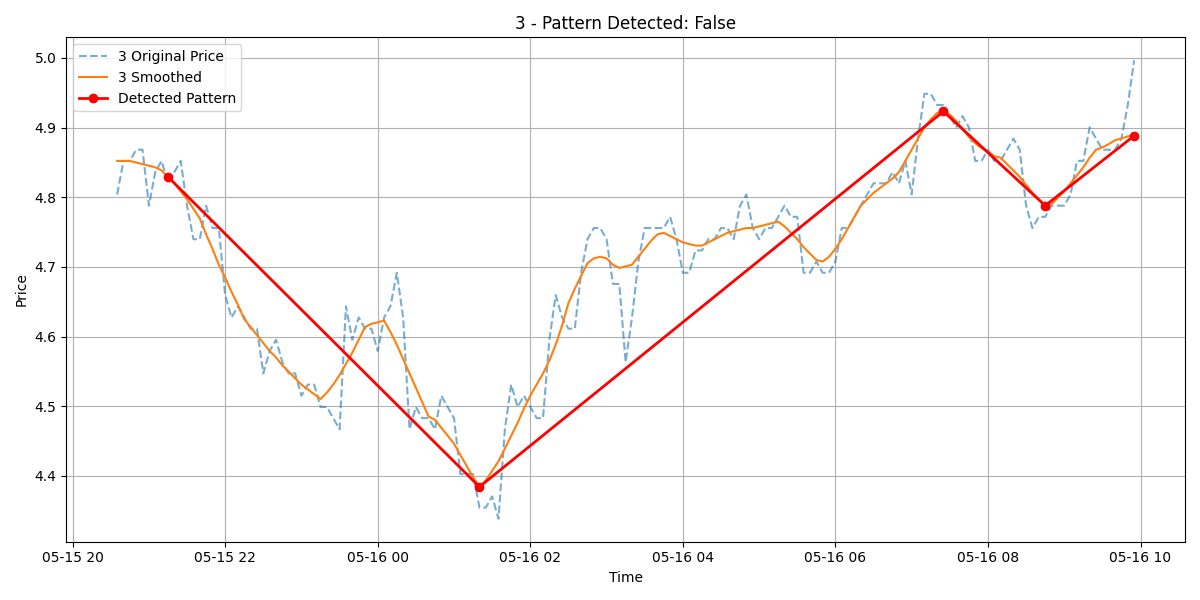 3 - Pattern Detected: False
3 Original Price
3 Smoothed
Detected Pattern
5.0
4.9
4.8
4.7
4.6
4.5
4.4
Price
05-15 20
05-15 22
05-16 00
05-16 02
05-16 04
05-16 06
05-16 08
05-16 10
Time